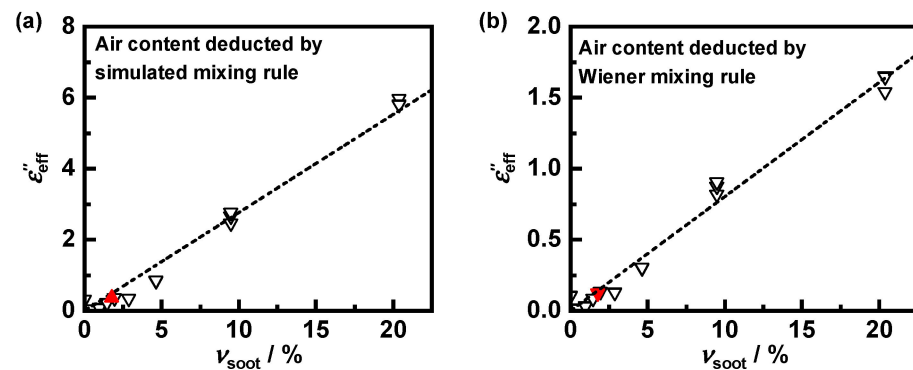 (a)
Air content deducted by
simulated mixing rule
8
6
4
2
0
ε″eff
0 5 10 15 20
νsoot / %
(b)
Air content deducted by
Wiener mixing rule
2.0
1.5
1.0
0.5
0.0
ε″eff
0 5 10 15 20
νsoot / %